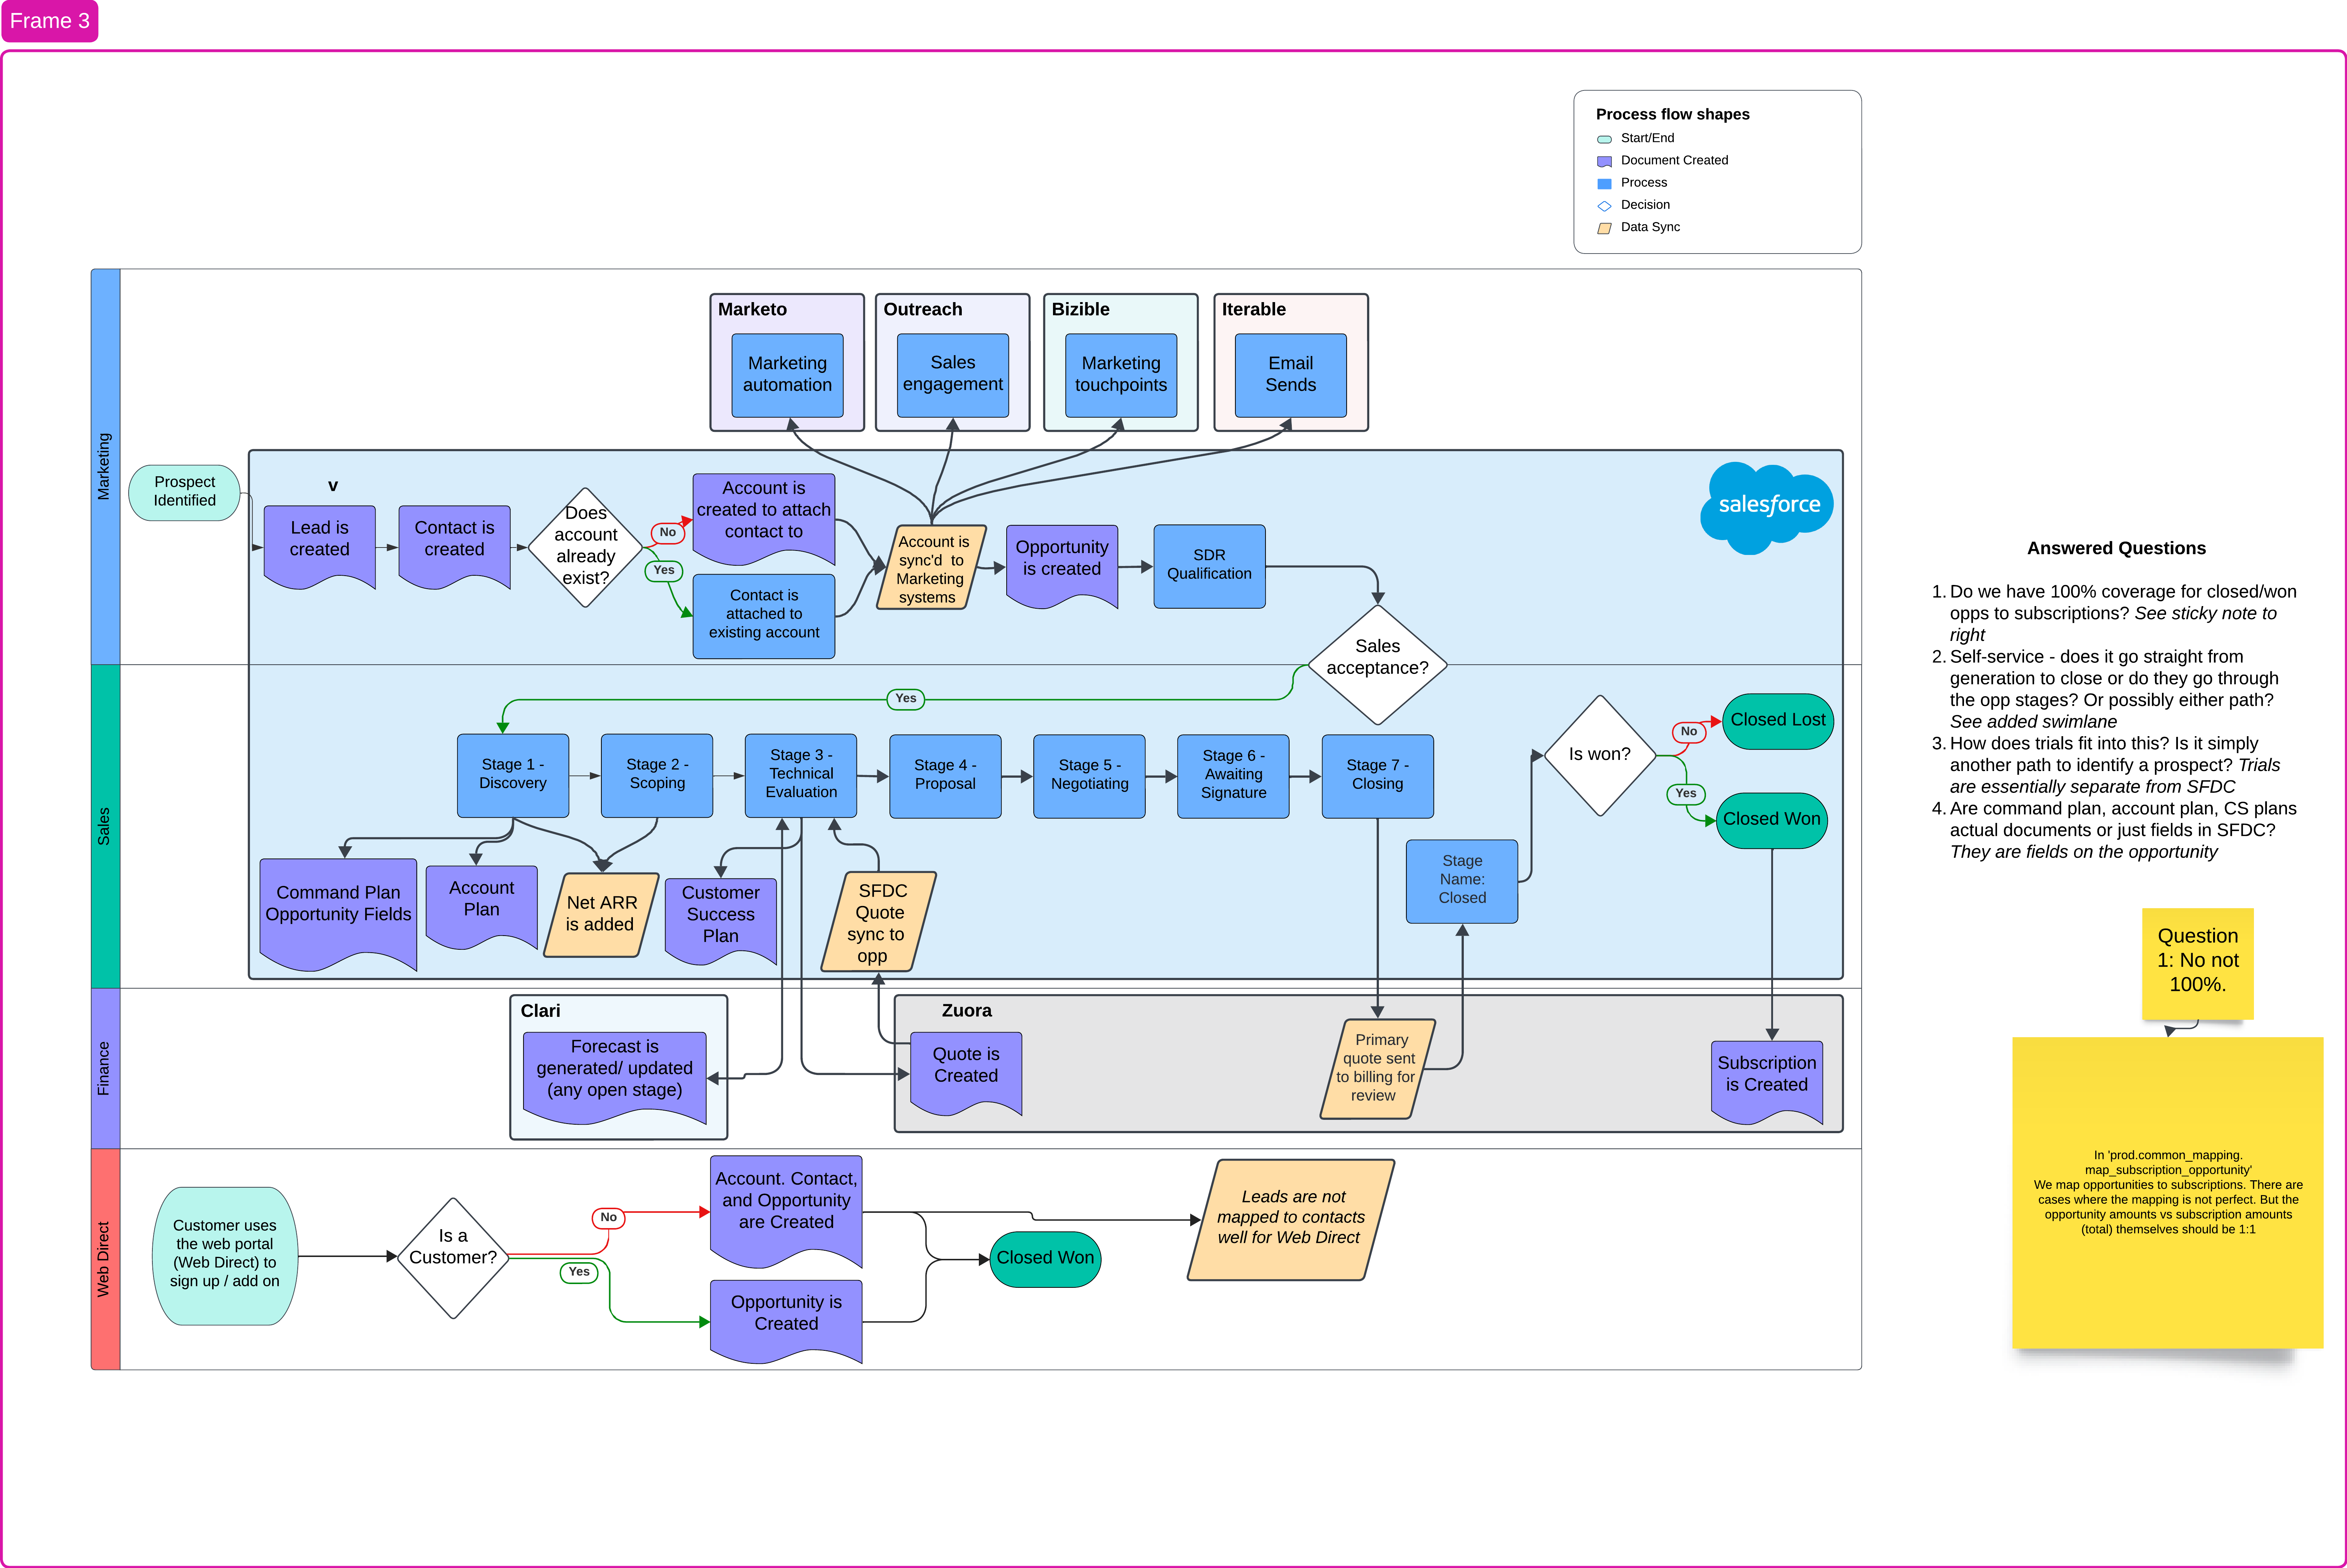 Frame 3
Process flow shapes
Start/End
Document Created
Process
Decision
Data Sync
Marketing
Marketo
Marketing
automation
Outreach
Sales
engagement
Bizible
Marketing
touchpoints
Iterable
Email
Sends
salesforce
Prospect
Identified
v
Lead is
created
Contact is
created
Does
account
already
exist?
No
Yes
Account is
created to attach
contact to
Contact is
attached to
existing account
Account is
sync'd to
Marketing
systems
Opportunity
is created
SDR
Qualification
Sales
acceptance?
Yes
Sales
Stage 1 -
Discovery
Stage 2 -
Scoping
Stage 3 -
Technical
Evaluation
Stage 4 -
Proposal
Stage 5 -
Negotiating
Stage 6 -
Awaiting
Signature
Stage 7 -
Closing
Is won?
No
Yes
Closed Lost
Closed Won
Command Plan
Opportunity Fields
Account
Plan
Net ARR
is added
Customer
Success
Plan
SFDC
Quote
sync to
opp
Stage
Name:
Closed
Finance
Clari
Forecast is
generated/ updated
(any open stage)
Zuora
Quote is
Created
Primary
quote sent
to billing for
review
Subscription
is Created
Web Direct
Customer uses
the web portal
(Web Direct) to
sign up / add on
Is a
Customer?
No
Yes
Account. Contact,
and Opportunity
are Created
Opportunity is
Created
Closed Won
Leads are not
mapped to contacts
well for Web Direct
Answered Questions
1. Do we have 100% coverage for closed/won
opps to subscriptions? See sticky note to
right
2. Self-service - does it go straight from
generation to close or do they go through
the opp stages? Or possibly either path?
See added swimlane
3. How does trials fit into this? Is it simply
another path to identify a prospect? Trials
are essentially separate from SFDC
4. Are command plan, account plan, CS plans
actual documents or just fields in SFDC?
They are fields on the opportunity
Question
1: No not
100%.
In 'prod.common_mapping.
map_subscription_opportunity'
We map opportunities to subscriptions. There are
cases where the mapping is not perfect. But the
opportunity amounts vs subscription amounts
(total) themselves should be 1:1